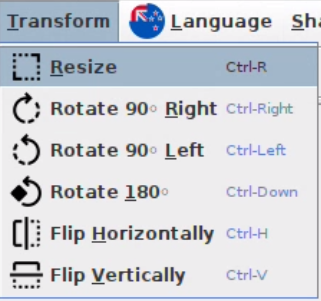 Transform Language Sha
Resize Ctrl-R
Rotate 90° Right Ctrl-Right
Rotate 90° Left Ctrl-Left
Rotate 180° Ctrl-Down
Flip Horizontally Ctrl-H
Flip Vertically Ctrl-V